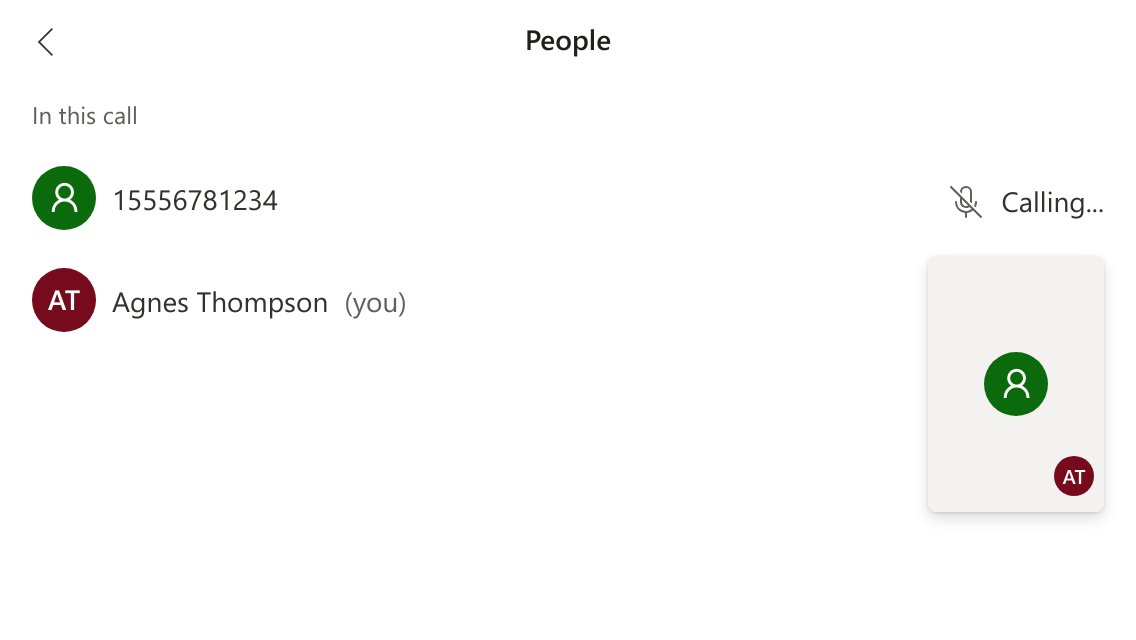 People
In this call
15556781234 Calling...
AT Agnes Thompson (you)
AT